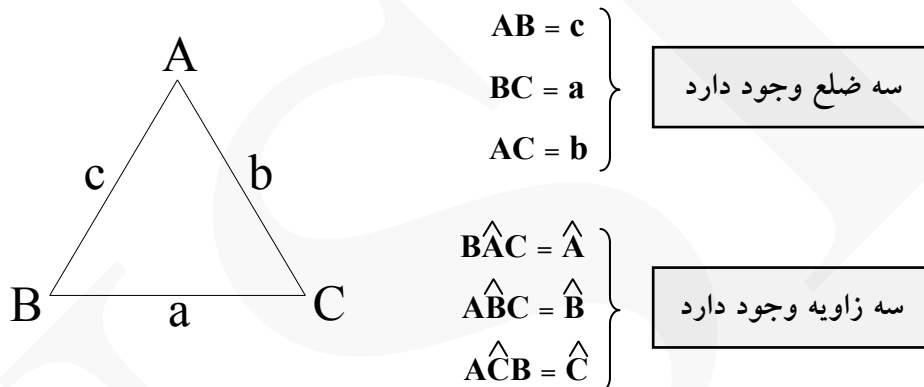 A
c
b
B
a
C
AB = c
BC = a
AC = b
سه ضلع وجود دارد
BÂC = Â
AB̂C = B̂
AĈB = Ĉ
سه زاویه وجود دارد